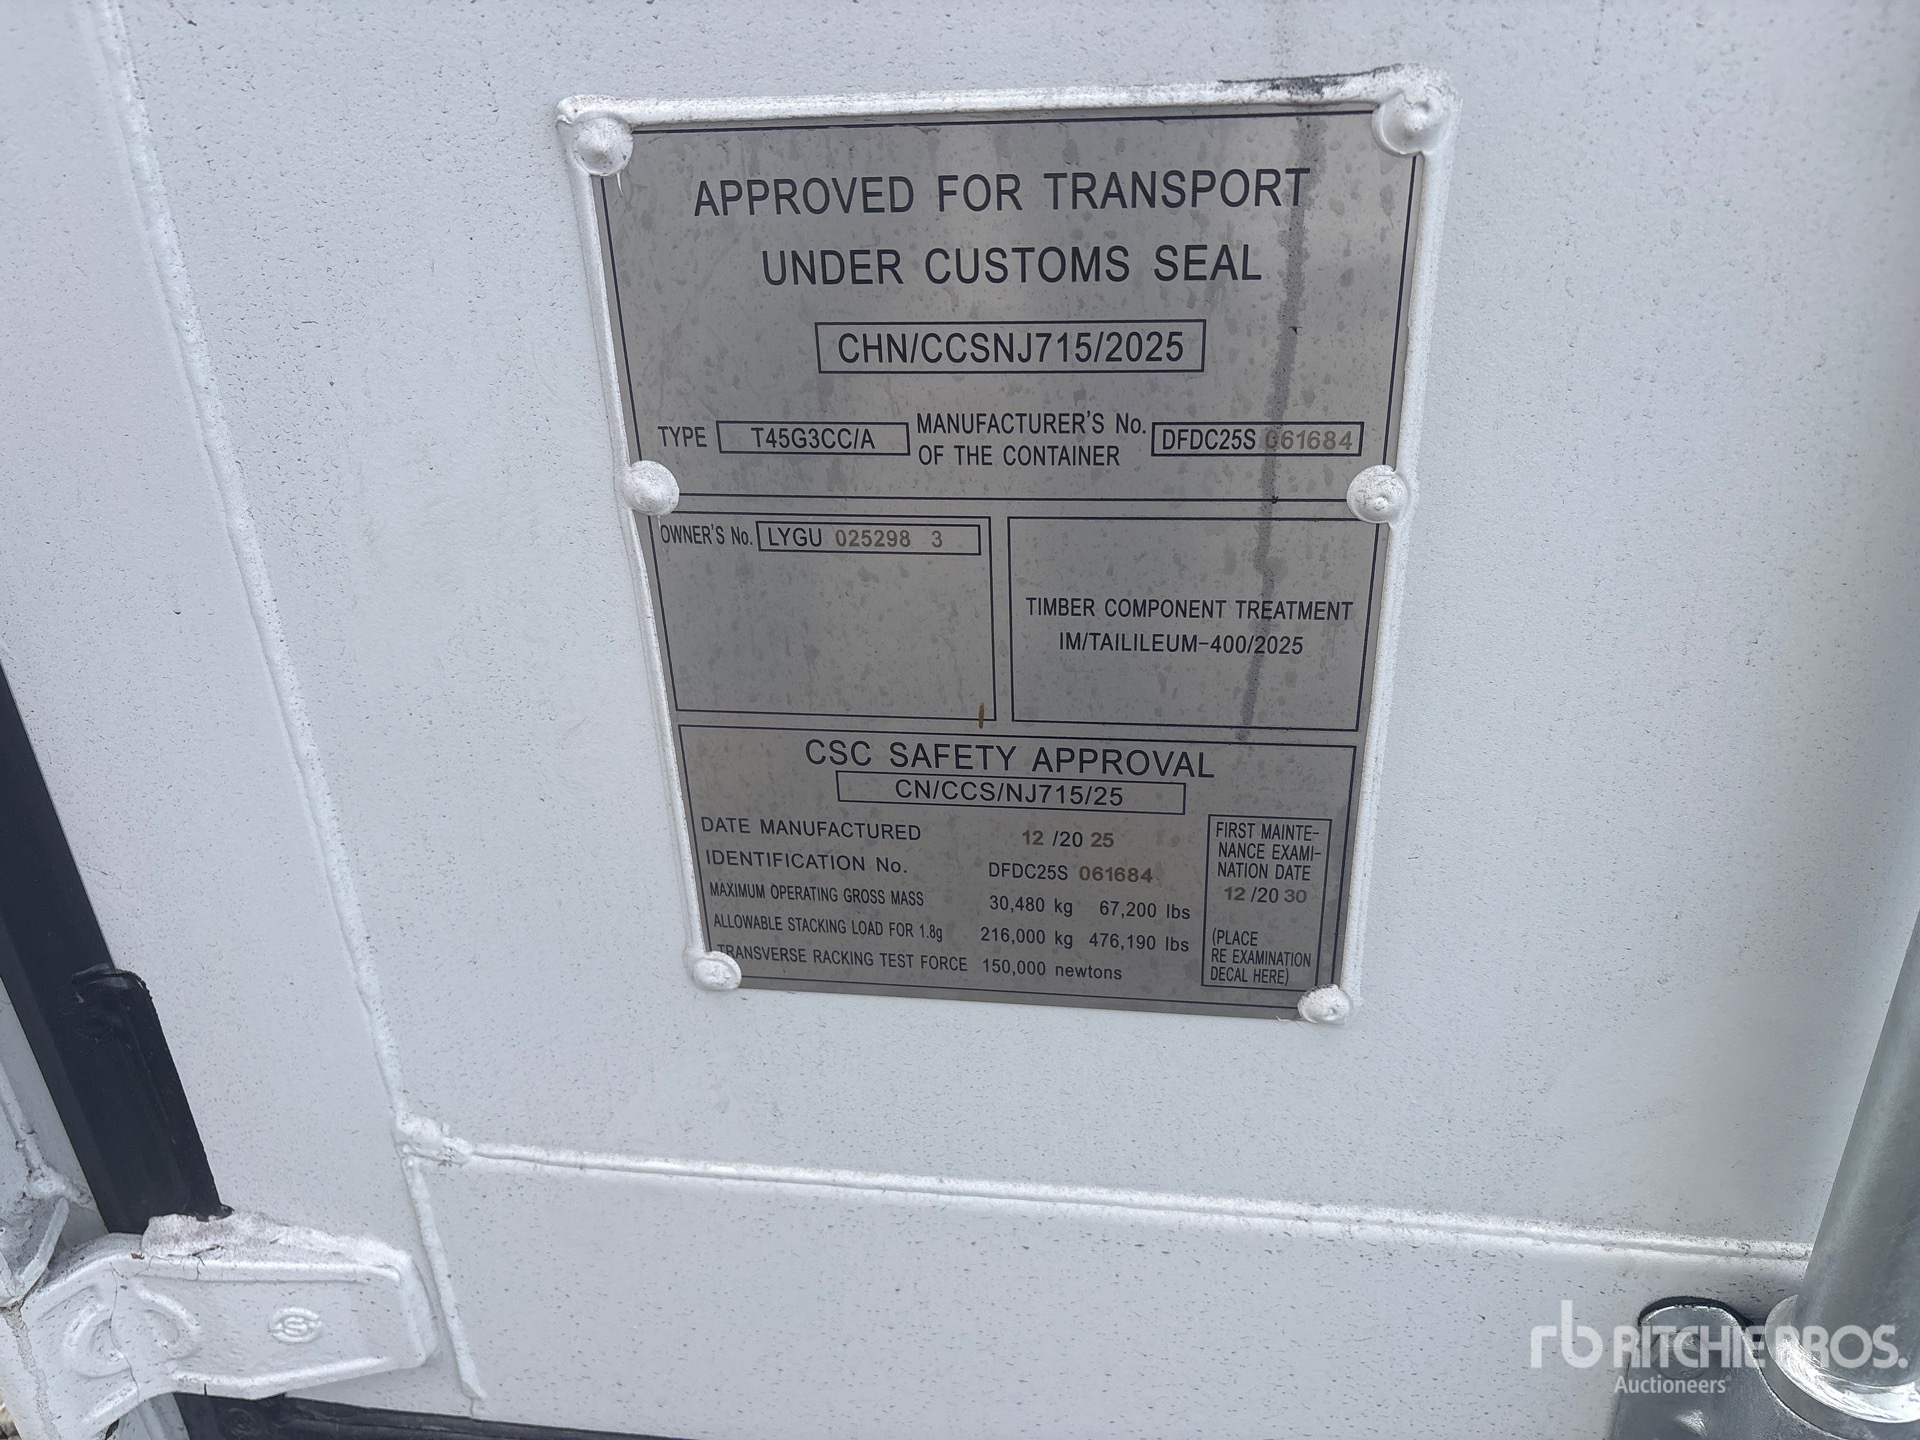 APPROVED FOR TRANSPORT
UNDER CUSTOMS SEAL
CHN/CCSNJ715/2025
TYPE T45G3CC/A MANUFACTURER'S No. OF THE CONTAINER DFDC25S 061684
OWNER'S No. LYGU 025298 3
TIMBER COMPONENT TREATMENT
IM/TAILILEUM-400/2025
CSC SAFETY APPROVAL
CN/CCS/NJ715/25
DATE MANUFACTURED 12 /20 25
IDENTIFICATION No. DFDC25S 061684
MAXIMUM OPERATING GROSS MASS 30,480 kg 67,200 lbs
ALLOWABLE STACKING LOAD FOR 1.8g 216,000 kg 476,190 lbs
TRANSVERSE RACKING TEST FORCE 150,000 newtons
FIRST MAINTE-
NANCE EXAMI-
NATION DATE
12 /20 30
(PLACE
RE EXAMINATION
DECAL HERE)
rb RITCHIE BROS.
Auctioneers